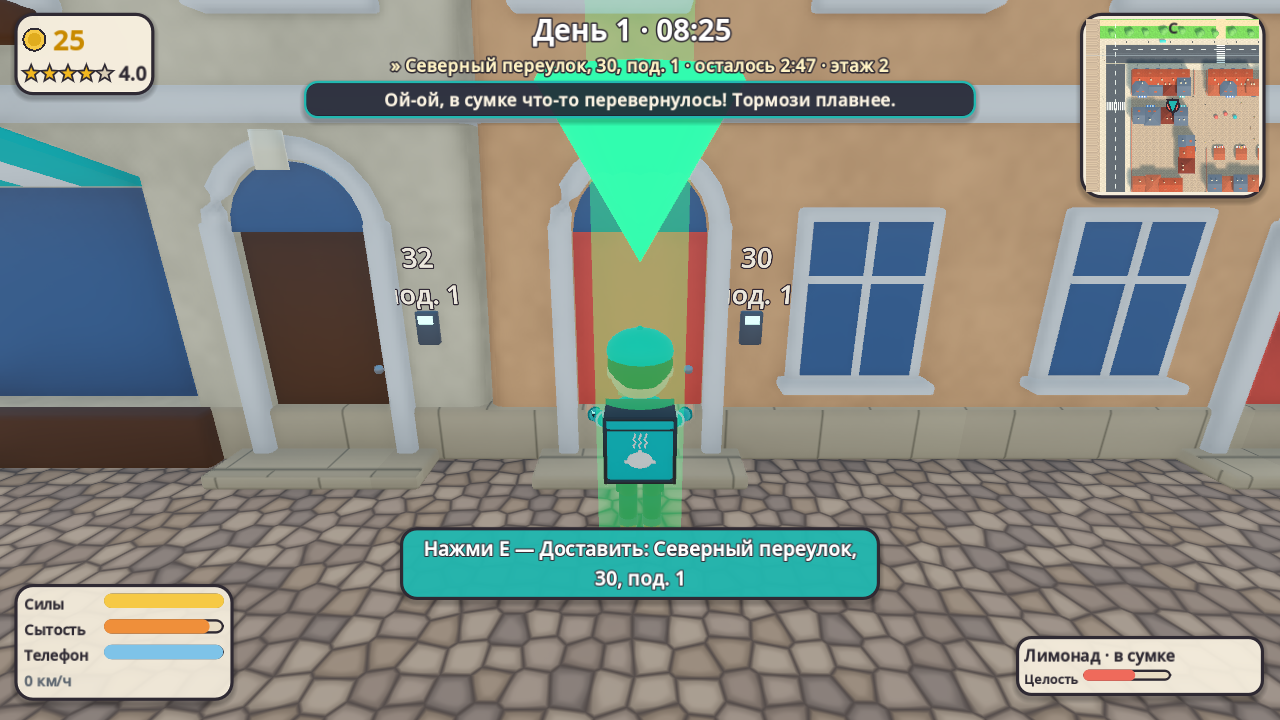 25
4.0
День 1 · 08:25
» Северный переулок, 30, под. 1 · осталось 2:47 · этаж 2
Ой-ой, в сумке что-то перевернулось! Тормози плавнее.
С
32
под. 1
30
под. 1
Нажми E — Доставить: Северный переулок,
30, под. 1
Силы
Сытость
Телефон
0 км/ч
Лимонад · в сумке
Целость